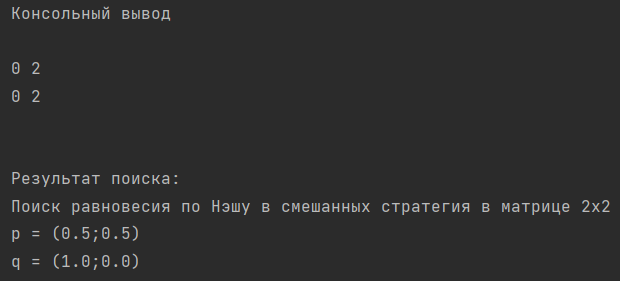 Консольный вывод
0 2
0 2
Результат поиска:
Поиск равновесия по Нэшу в смешанных стратегия в матрице 2x2
p = (0.5;0.5)
q = (1.0;0.0)